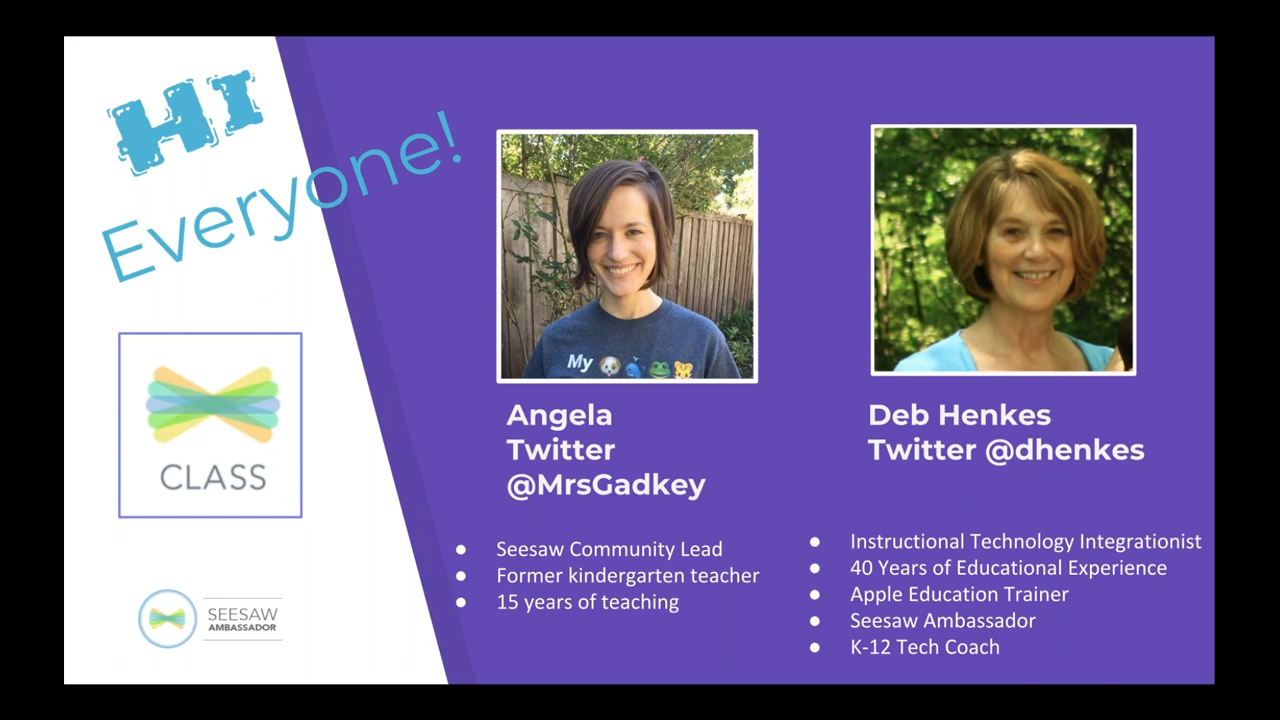 HI
Everyone!
CLASS
SEESAW
AMBASSADOR
My
Angela
Twitter
@MrsGadkey
● Seesaw Community Lead
● Former kindergarten teacher
● 15 years of teaching
Deb Henkes
Twitter @dhenkes
● Instructional Technology Integrationist
● 40 Years of Educational Experience
● Apple Education Trainer
● Seesaw Ambassador
● K-12 Tech Coach